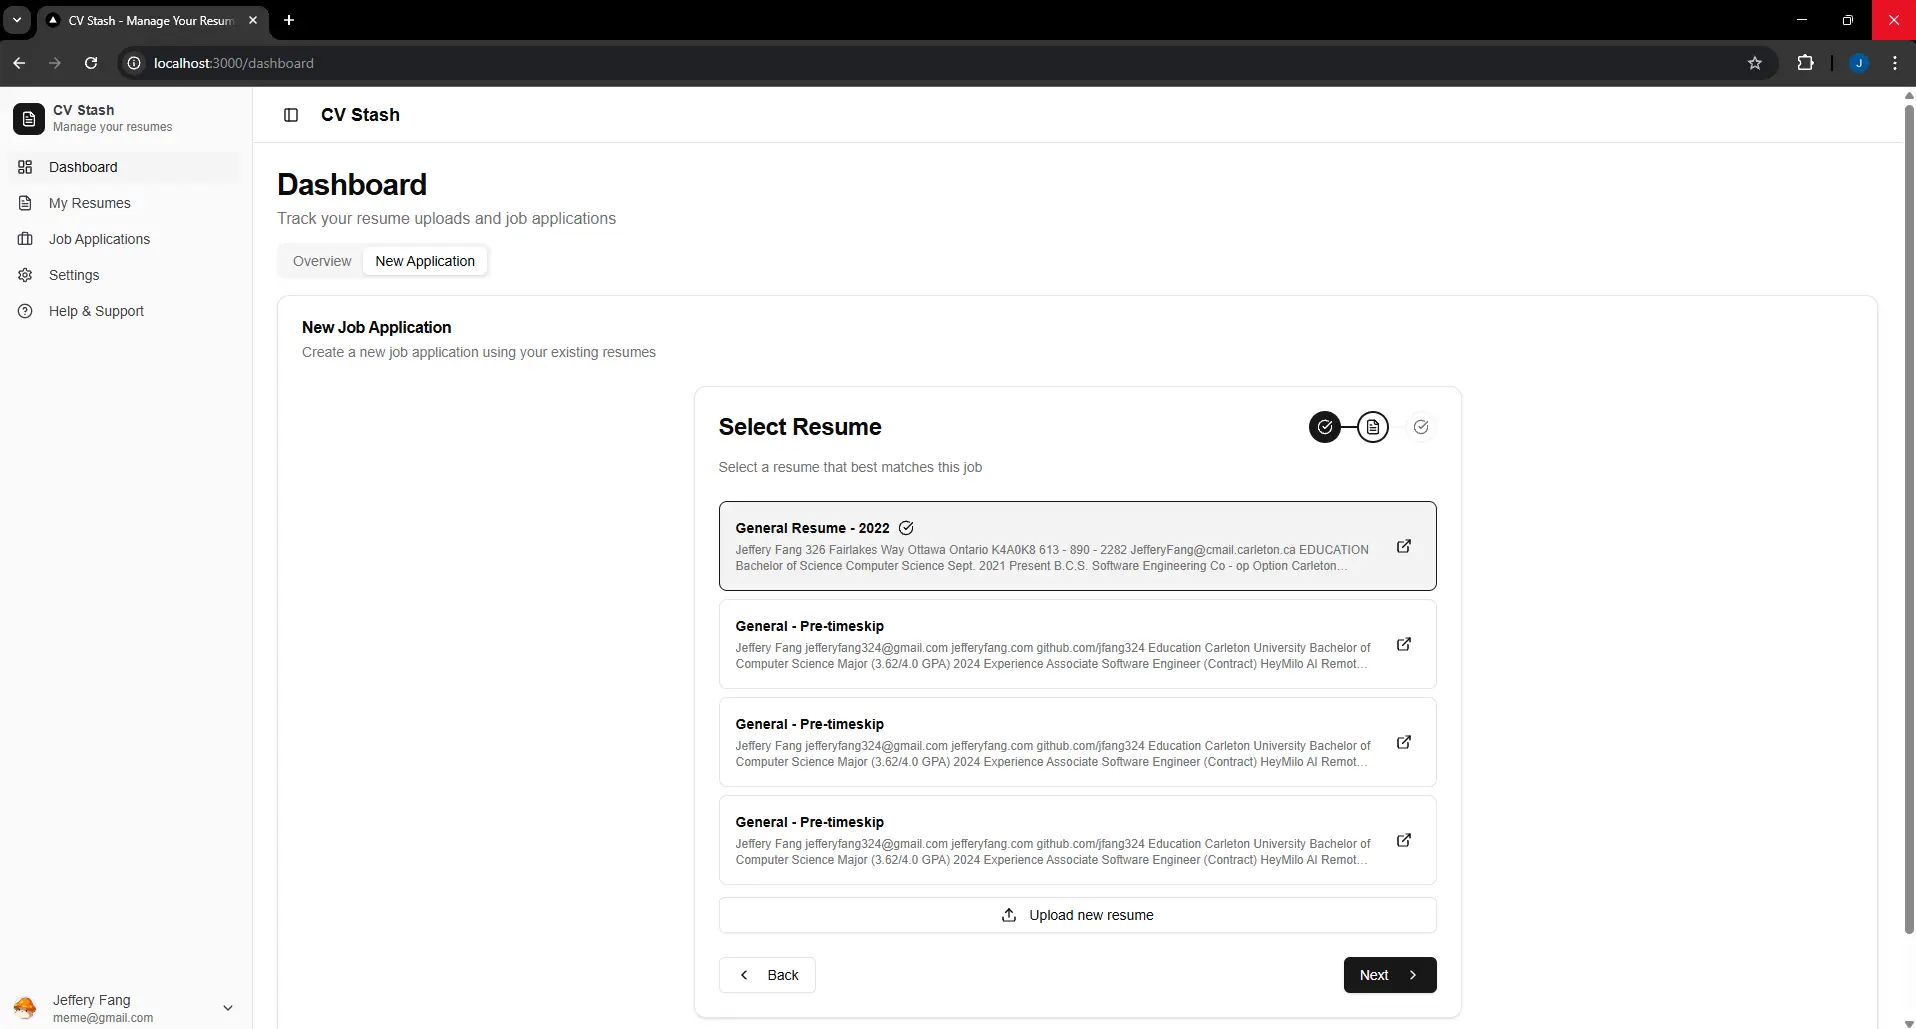 CV Stash - Manage Your Resum
localhost:3000/dashboard
J
CV Stash
Manage your resumes
Dashboard
My Resumes
Job Applications
Settings
Help & Support
Jeffery Fang
meme@gmail.com
CV Stash
Dashboard
Track your resume uploads and job applications
Overview
New Application
New Job Application
Create a new job application using your existing resumes
Select Resume
Select a resume that best matches this job
General Resume - 2022
Jeffery Fang 326 Fairlakes Way Ottawa Ontario K4A0K8 613 - 890 - 2282 JefferyFang@cmail.carleton.ca EDUCATION
Bachelor of Science Computer Science Sept. 2021 Present B.C.S. Software Engineering Co - op Option Carleton...
General - Pre-timeskip
Jeffery Fang jefferyfang324@gmail.com jefferyfang.com github.com/jfang324 Education Carleton University Bachelor of
Computer Science Major (3.62/4.0 GPA) 2024 Experience Associate Software Engineer (Contract) HeyMilo AI Remot...
General - Pre-timeskip
Jeffery Fang jefferyfang324@gmail.com jefferyfang.com github.com/jfang324 Education Carleton University Bachelor of
Computer Science Major (3.62/4.0 GPA) 2024 Experience Associate Software Engineer (Contract) HeyMilo AI Remot...
General - Pre-timeskip
Jeffery Fang jefferyfang324@gmail.com jefferyfang.com github.com/jfang324 Education Carleton University Bachelor of
Computer Science Major (3.62/4.0 GPA) 2024 Experience Associate Software Engineer (Contract) HeyMilo AI Remot...
Upload new resume
Back
Next